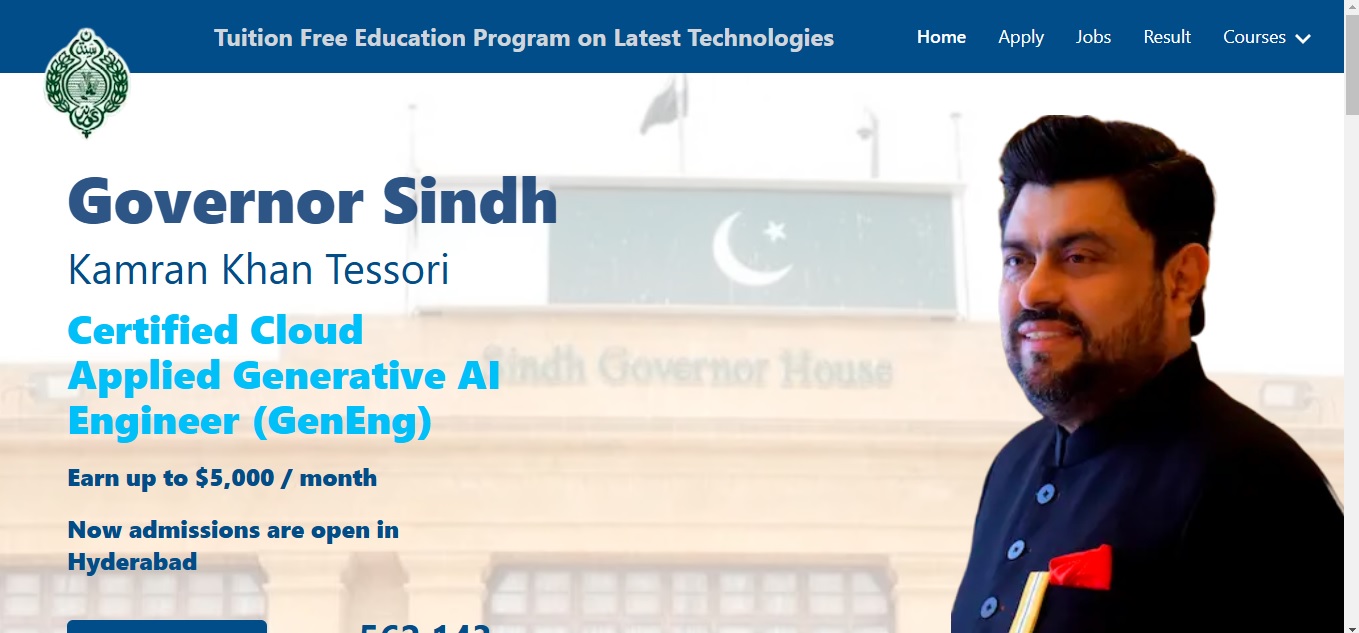 Tuition Free Education Program on Latest Technologies
Home Apply Jobs Result Courses
Governor Sindh
Kamran Khan Tessori
Certified Cloud
Applied Generative AI
Engineer (GenEng)
Sindh Governor House
Earn up to $5,000 / month
Now admissions are open in
Hyderabad